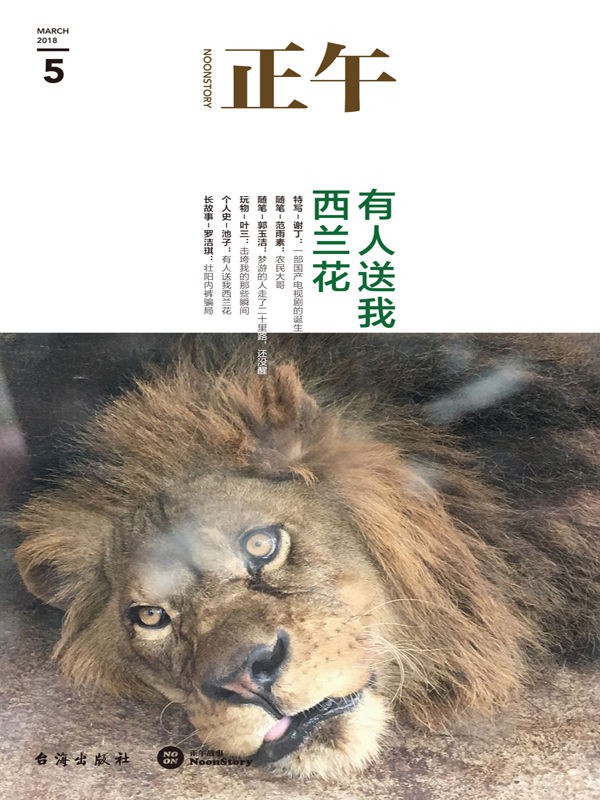 MARCH
2018
5
NOONSTORY
正午
有人送我
西兰花
特写-谢丁：一部国产电视剧的诞生
随笔-范雨素：农民大哥
随笔-郭玉洁：梦游的人走了二十里路，还没醒
玩物-叶三：击垮我的那些瞬间
个人史-池子：有人送我西兰花
长故事-罗洁琪：壮阳内裤骗局
台海出版社
NO
ON
正午故事
NoonStory